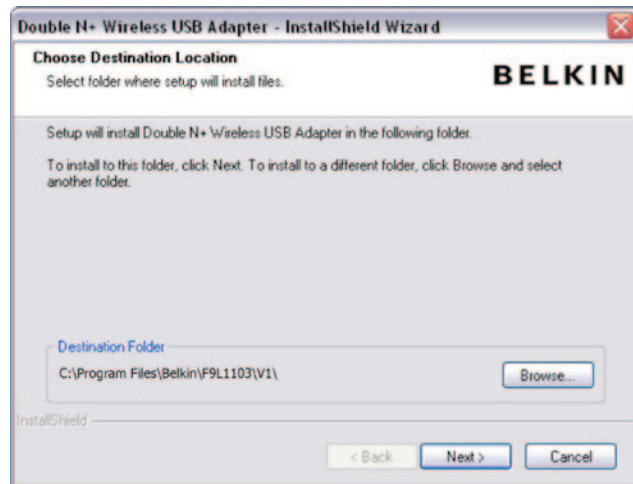 Double N+ Wireless USB Adapter - InstallShield Wizard
Choose Destination Location
Select folder where setup will install files.
BELKIN
Setup will install Double N+ Wireless USB Adapter in the following folder.
To install to this folder, click Next. To install to a different folder, click Browse and select
another folder.
Destination Folder
C:\Program Files\Belkin\F9L1103\V1\
Browse...
InstallShield
< Back
Next >
Cancel